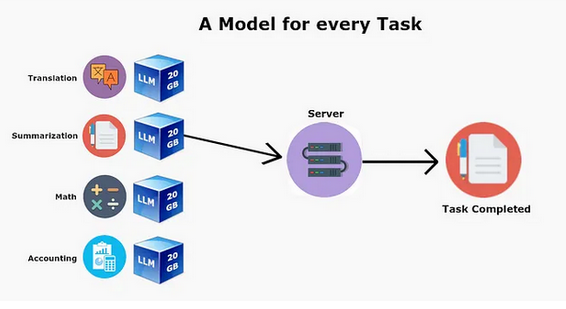 A Model for every Task
Translation
LLM
20
GB
Summarization
LLM
20
GB
Math
LLM
20
GB
Accounting
LLM
20
GB
Server
Task Completed